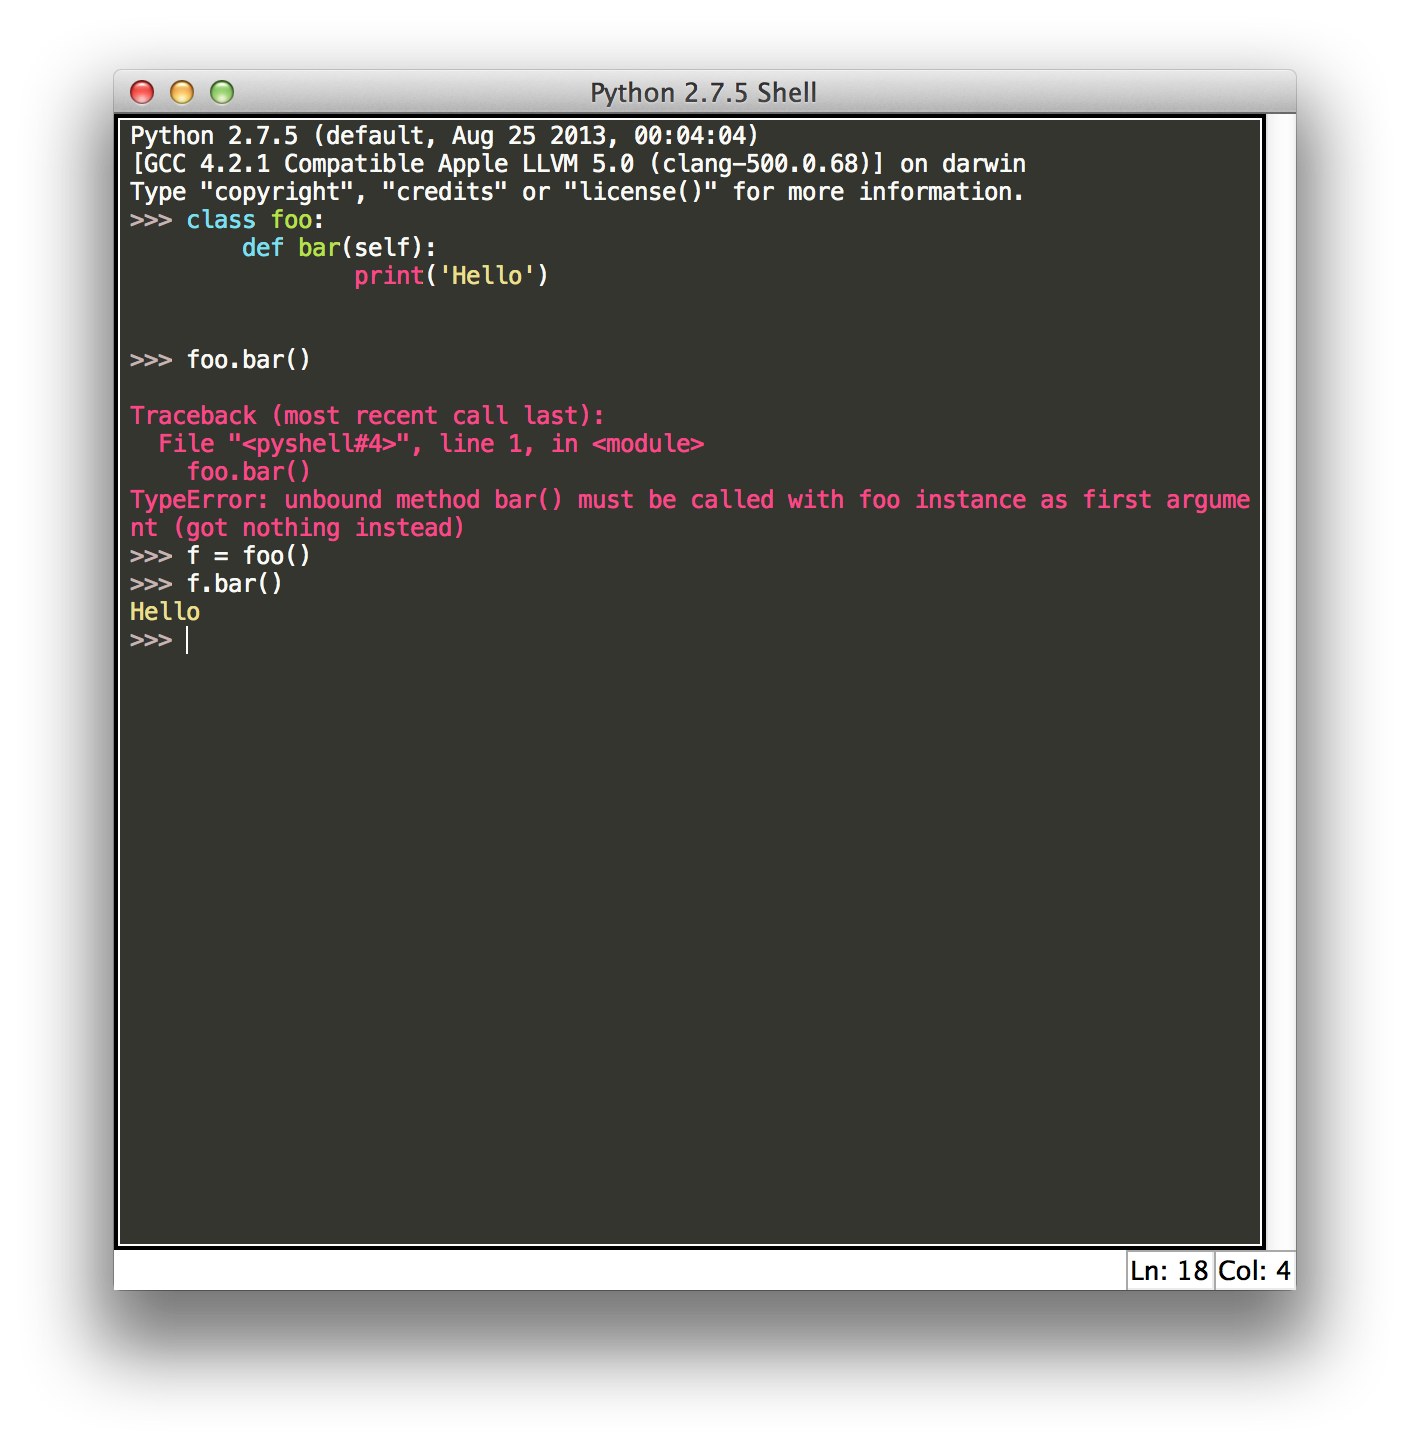 Python 2.7.5 Shell
Python 2.7.5 (default, Aug 25 2013, 00:04:04)
[GCC 4.2.1 Compatible Apple LLVM 5.0 (clang-500.0.68)] on darwin
Type "copyright", "credits" or "license()" for more information.
>>> class foo:
        def bar(self):
                print('Hello')
>>> foo.bar()
Traceback (most recent call last):
  File "<pyshell#4>", line 1, in <module>
    foo.bar()
TypeError: unbound method bar() must be called with foo instance as first argume
nt (got nothing instead)
>>> f = foo()
>>> f.bar()
Hello
>>>
Ln: 18 Col: 4